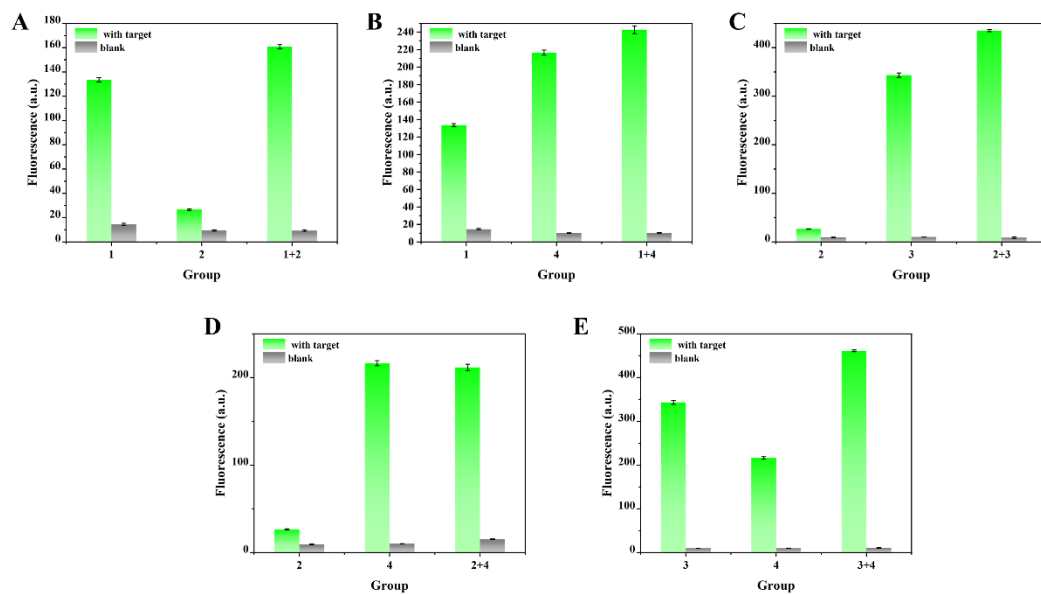 A
with target
blank
180
160
140
120
100
80
60
40
20
0
Fluorescence (a.u.)
1
2
1+2
Group
B
with target
blank
240
220
200
180
160
140
120
100
80
60
40
20
0
Fluorescence (a.u.)
1
4
1+4
Group
C
with target
blank
400
300
200
100
0
Fluorescence (a.u.)
2
3
2+3
Group
D
with target
blank
200
100
0
Fluorescence (a.u.)
2
4
2+4
Group
E
with target
blank
500
400
300
200
100
0
Fluorescence (a.u.)
3
4
3+4
Group